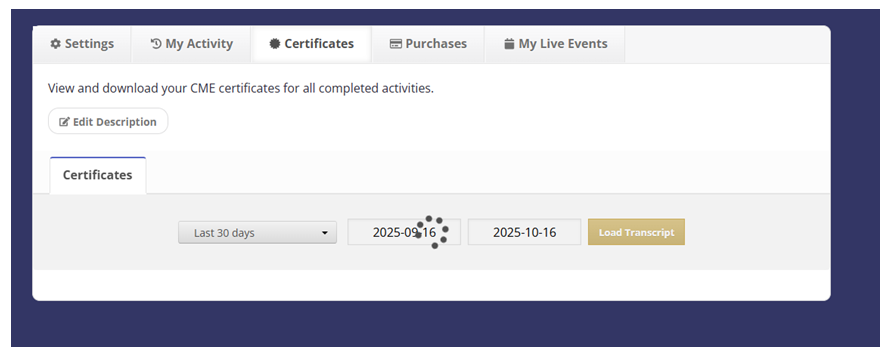 Settings My Activity Certificates Purchases My Live Events
View and download your CME certificates for all completed activities.
Edit Description
Certificates
Last 30 days 2025-09-16 2025-10-16 Load Transcript